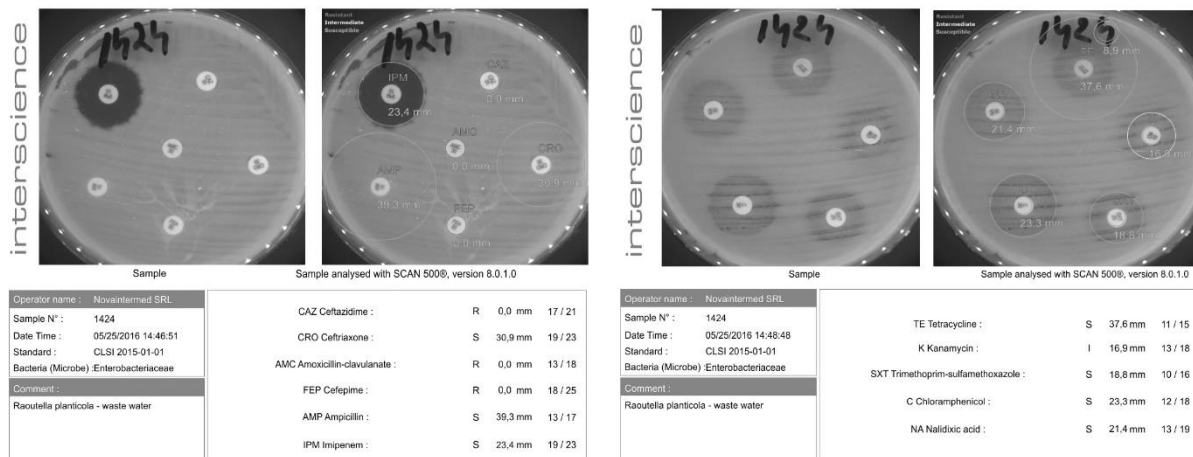 interscience
1424
Resistant
Intermediate
Susceptible
1424
IPM
23,4 mm
CAZ
0,0 mm
AMC
0,0 mm
CRO
AMP
39,3 mm
FEP
0,0 mm
Sample
Sample analysed with SCAN 500®, version 8.0.1.0
Operator name : Novaintermed SRL
Sample N° : 1424
Date Time : 05/25/2016 14:46:51
Standard : CLSI 2015-01-01
Bacteria (Microbe) :Enterobacteriaceae
Comment :
Raoutella planticola - waste water
CAZ Ceftazidime : R 0,0 mm 17 / 21
CRO Ceftriaxone : S 30,9 mm 19 / 23
AMC Amoxicillin-clavulanate : R 0,0 mm 13 / 18
FEP Cefepime : R 0,0 mm 18 / 25
AMP Ampicillin : S 39,3 mm 13 / 17
IPM Imipenem : S 23,4 mm 19 / 23
interscience
1424
Resistant
Intermediate
Susceptible
1424
8,9 mm
37,6 mm
21,4 mm
16,9
23,3 mm
18,8 mm
Sample
Sample analysed with SCAN 500®, version 8.0.1.0
Operator name : Novaintermed SRL
Sample N° : 1424
Date Time : 05/25/2016 14:48:48
Standard : CLSI 2015-01-01
Bacteria (Microbe) :Enterobacteriaceae
Comment :
Raoutella planticola - waste water
TE Tetracycline : S 37,6 mm 11 / 15
K Kanamycin : I 16,9 mm 13 / 18
SXT Trimethoprim-sulfamethoxazole : S 18,8 mm 10 / 16
C Chloramphenicol : S 23,3 mm 12 / 18
NA Nalidixic acid : S 21,4 mm 13 / 19